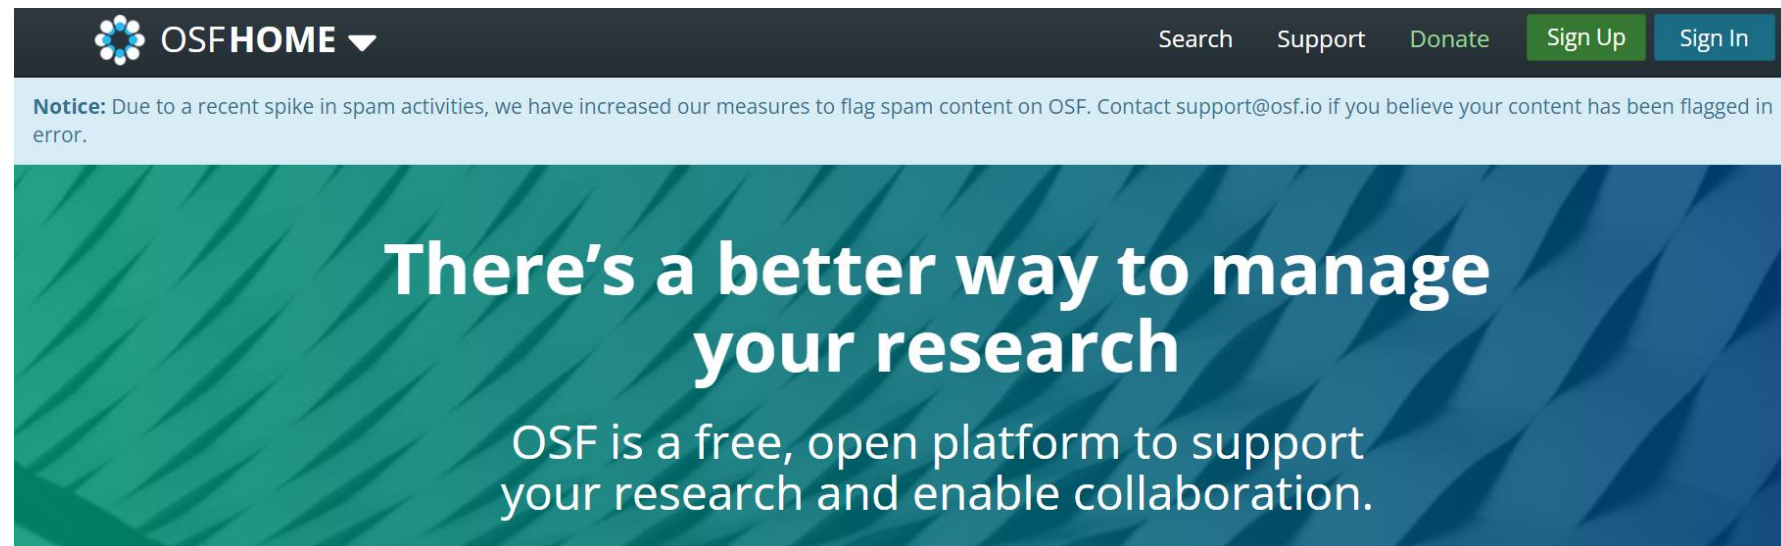 OSFHOME
Search Support Donate Sign Up Sign In
Notice: Due to a recent spike in spam activities, we have increased our measures to flag spam content on OSF. Contact support@osf.io if you believe your content has been flagged in
error.
There’s a better way to manage
your research
OSF is a free, open platform to support
your research and enable collaboration.